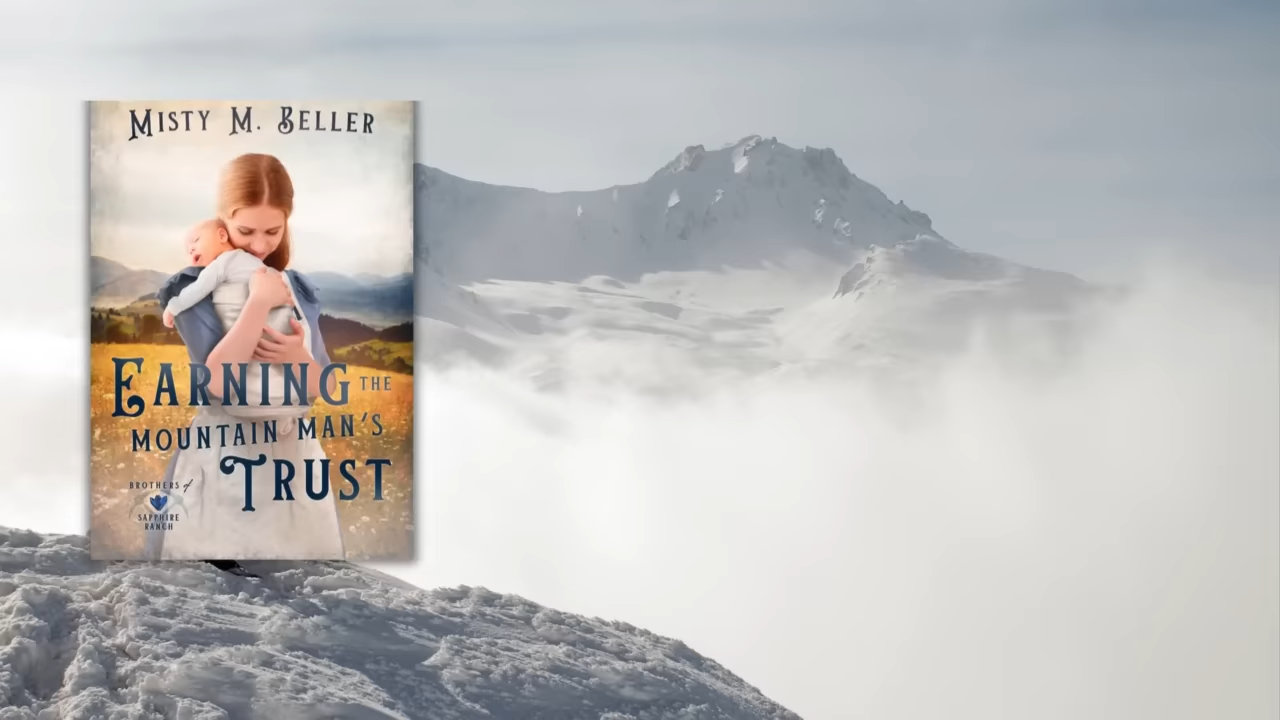 MISTY M. BELLER
EARNING THE
MOUNTAIN MAN'S
TRUST
BROTHERS of
SAPPHIRE
RANCH